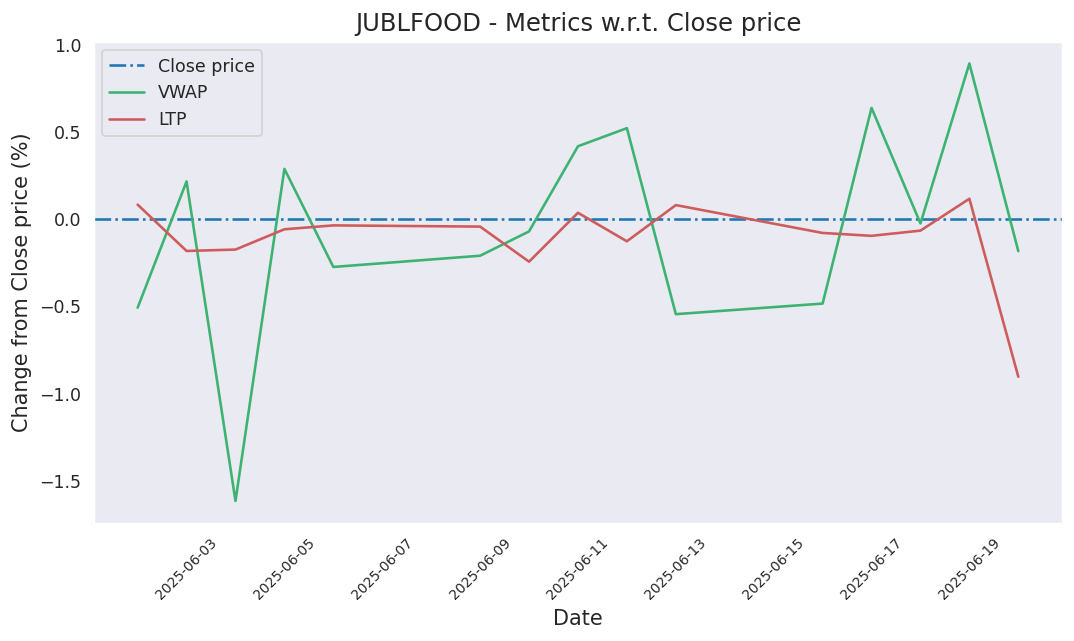 JUBLFOOD - Metrics w.r.t. Close price
Change from Close price (%)
1.0
0.5
0.0
−0.5
−1.0
−1.5
Close price
VWAP
LTP
2025-06-03
2025-06-05
2025-06-07
2025-06-09
2025-06-11
2025-06-13
2025-06-15
2025-06-17
2025-06-19
Date